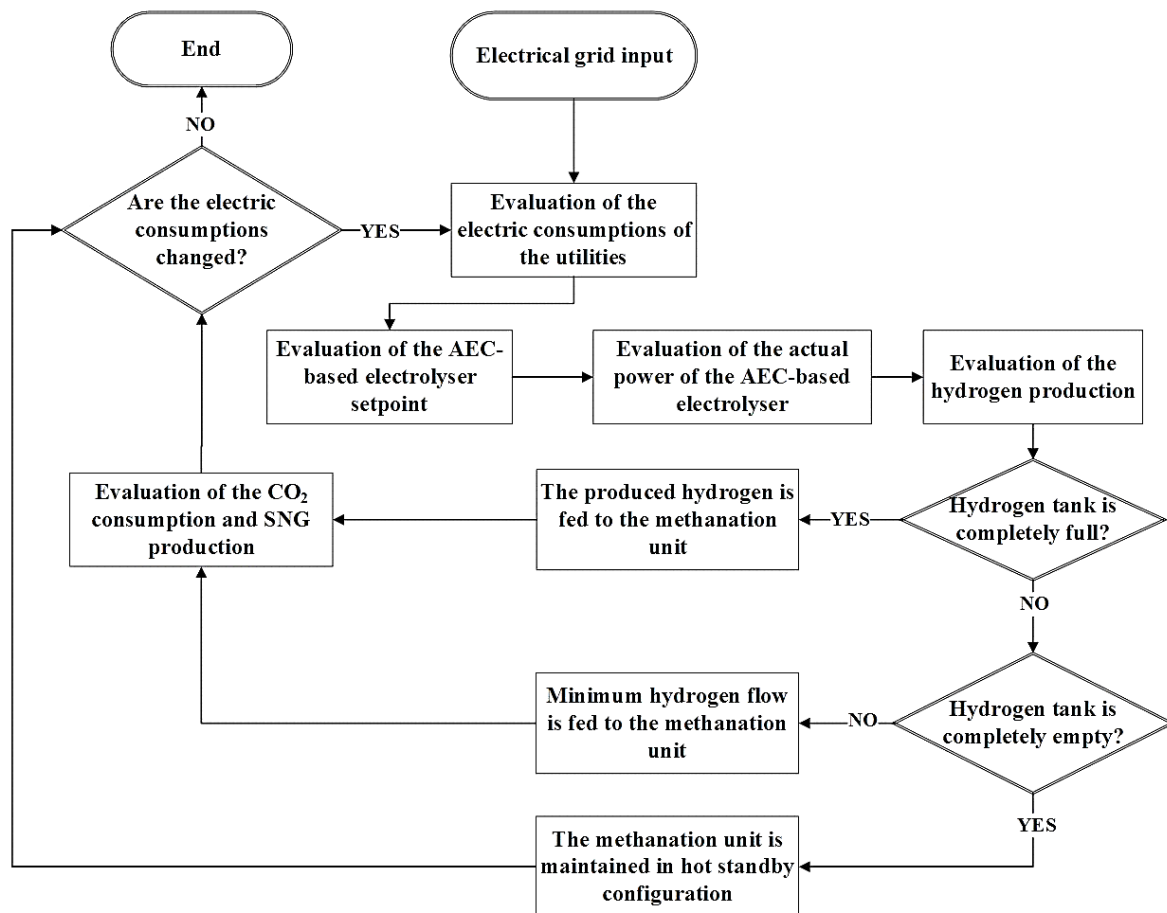 End
Electrical grid input
NO
Are the electric
consumptions
changed?
YES
Evaluation of the
electric consumptions of
the utilities
Evaluation of the AEC-
based electrolyser
setpoint
Evaluation of the actual
power of the AEC-based
electrolyser
Evaluation of the
hydrogen production
Evaluation of the CO₂
consumption and SNG
production
The produced hydrogen is
fed to the methanation
unit
YES
Hydrogen tank is
completely full?
NO
Minimum hydrogen flow
is fed to the methanation
unit
NO
Hydrogen tank is
completely empty?
YES
The methanation unit is
maintained in hot standby
configuration